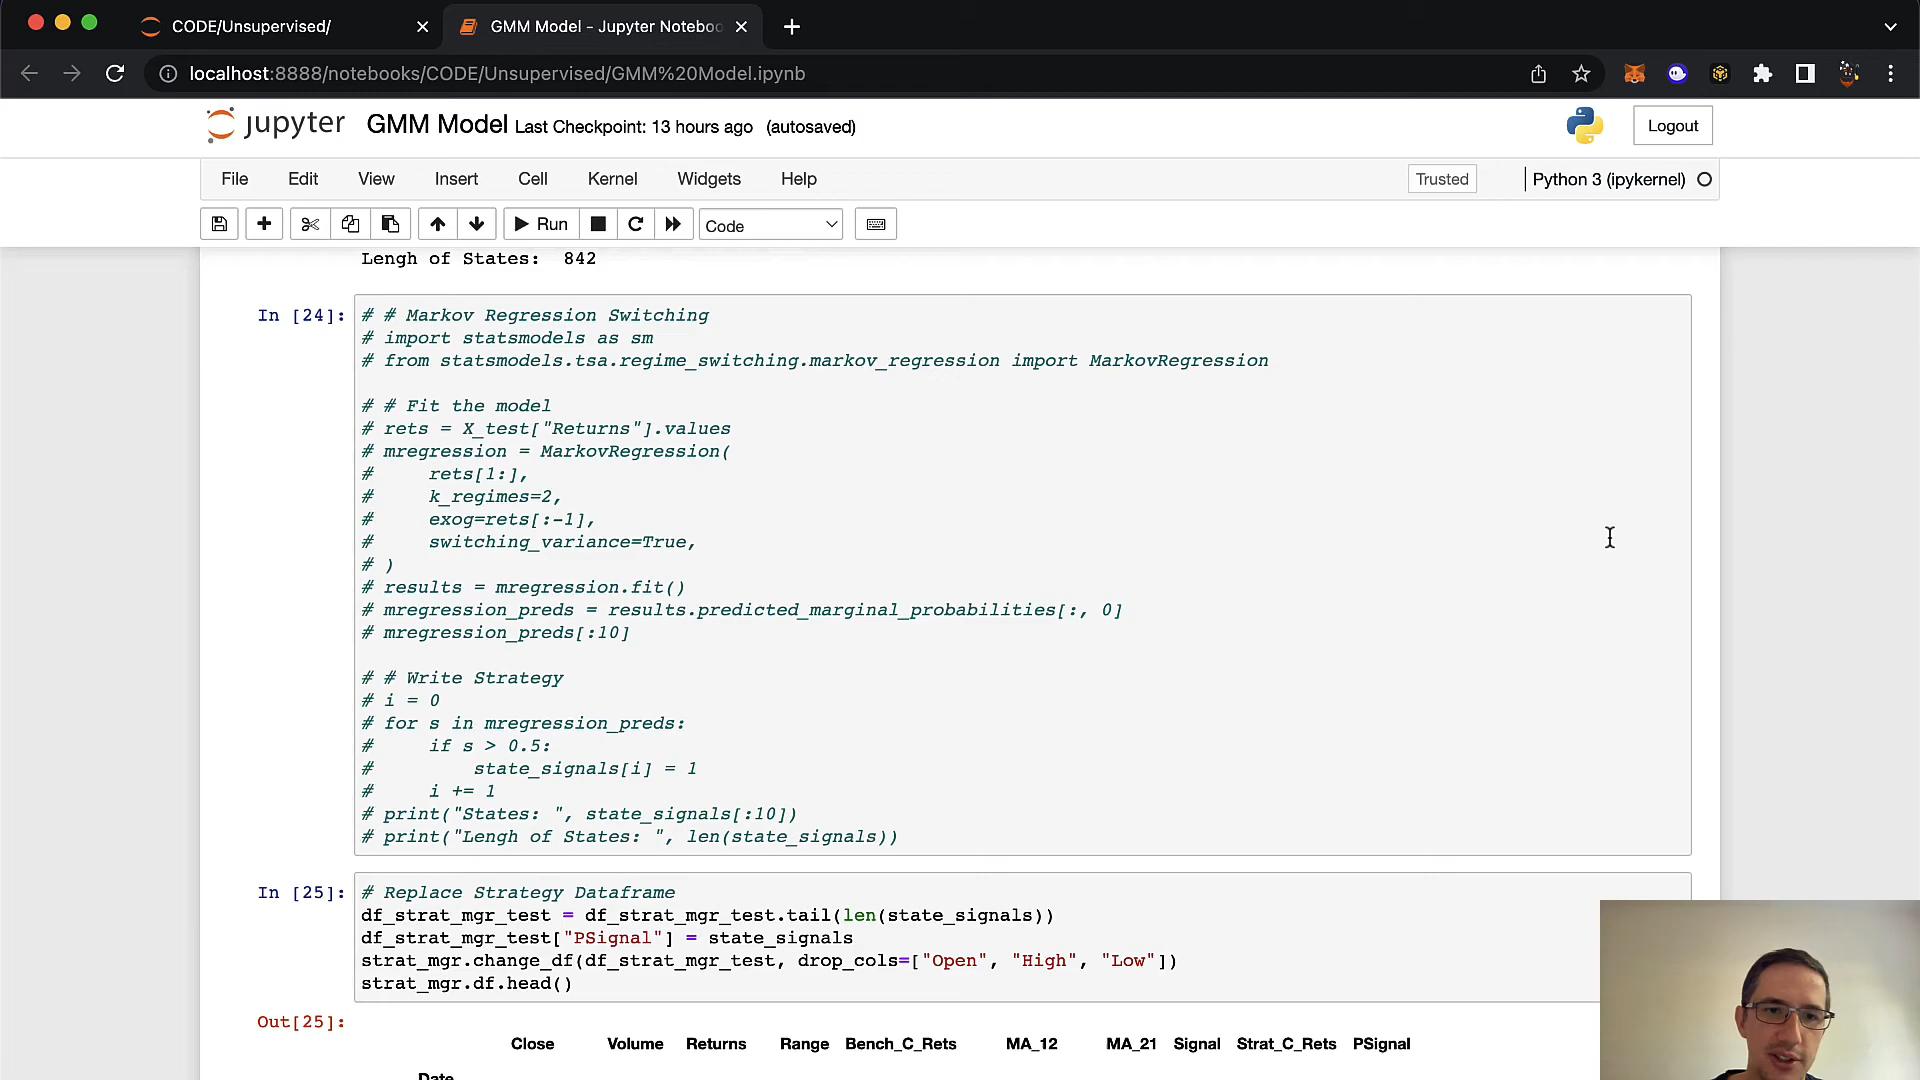 CODE/Unsupervised/
GMM Model - Jupyter Noteboo
localhost:8888/notebooks/CODE/Unsupervised/GMM%20Model.ipynb
jupyter GMM Model Last Checkpoint: 13 hours ago (autosaved)
Logout
File Edit View Insert Cell Kernel Widgets Help
Trusted
Python 3 (ipykernel)
Run
Code
Lengh of States:  842
In [24]:
# # Markov Regression Switching
# import statsmodels as sm
# from statsmodels.tsa.regime_switching.markov_regression import MarkovRegression
# # Fit the model
# rets = X_test["Returns"].values
# mregression = MarkovRegression(
#     rets[1:],
#     k_regimes=2,
#     exog=rets[:-1],
#     switching_variance=True,
# )
# results = mregression.fit()
# mregression_preds = results.predicted_marginal_probabilities[:, 0]
# mregression_preds[:10]
# # Write Strategy
# i = 0
# for s in mregression_preds:
#     if s > 0.5:
#         state_signals[i] = 1
#     i += 1
# print("States: ", state_signals[:10])
# print("Lengh of States: ", len(state_signals))
In [25]:
# Replace Strategy Dataframe
df_strat_mgr_test = df_strat_mgr_test.tail(len(state_signals))
df_strat_mgr_test["PSignal"] = state_signals
strat_mgr.change_df(df_strat_mgr_test, drop_cols=["Open", "High", "Low"])
strat_mgr.df.head()
Out[25]:
Close Volume Returns Range Bench_C_Rets MA_12 MA_21 Signal Strat_C_Rets PSignal
Date